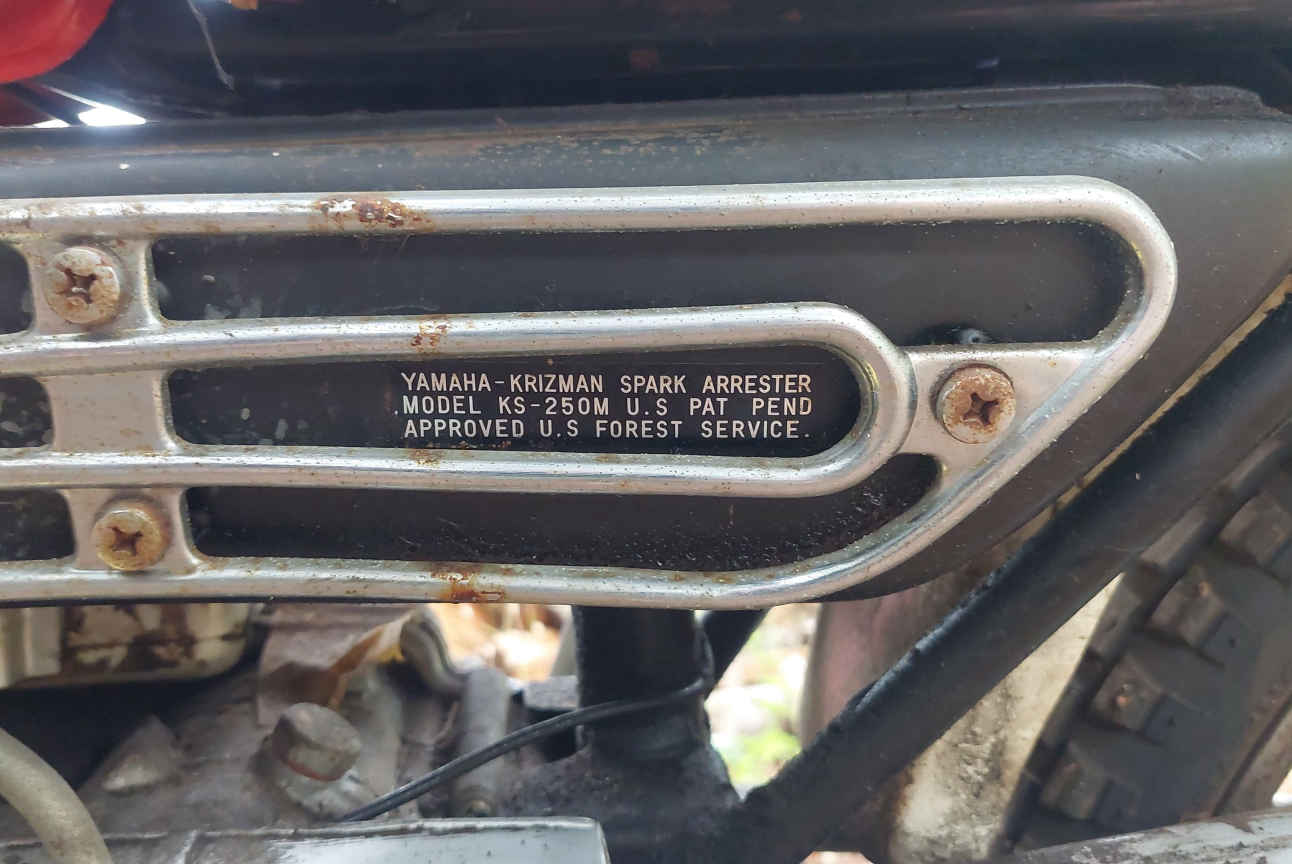 YAMAHA-KRIZMAN SPARK ARRESTER
MODEL KS-250M U.S PAT PEND
APPROVED U.S FOREST SERVICE.